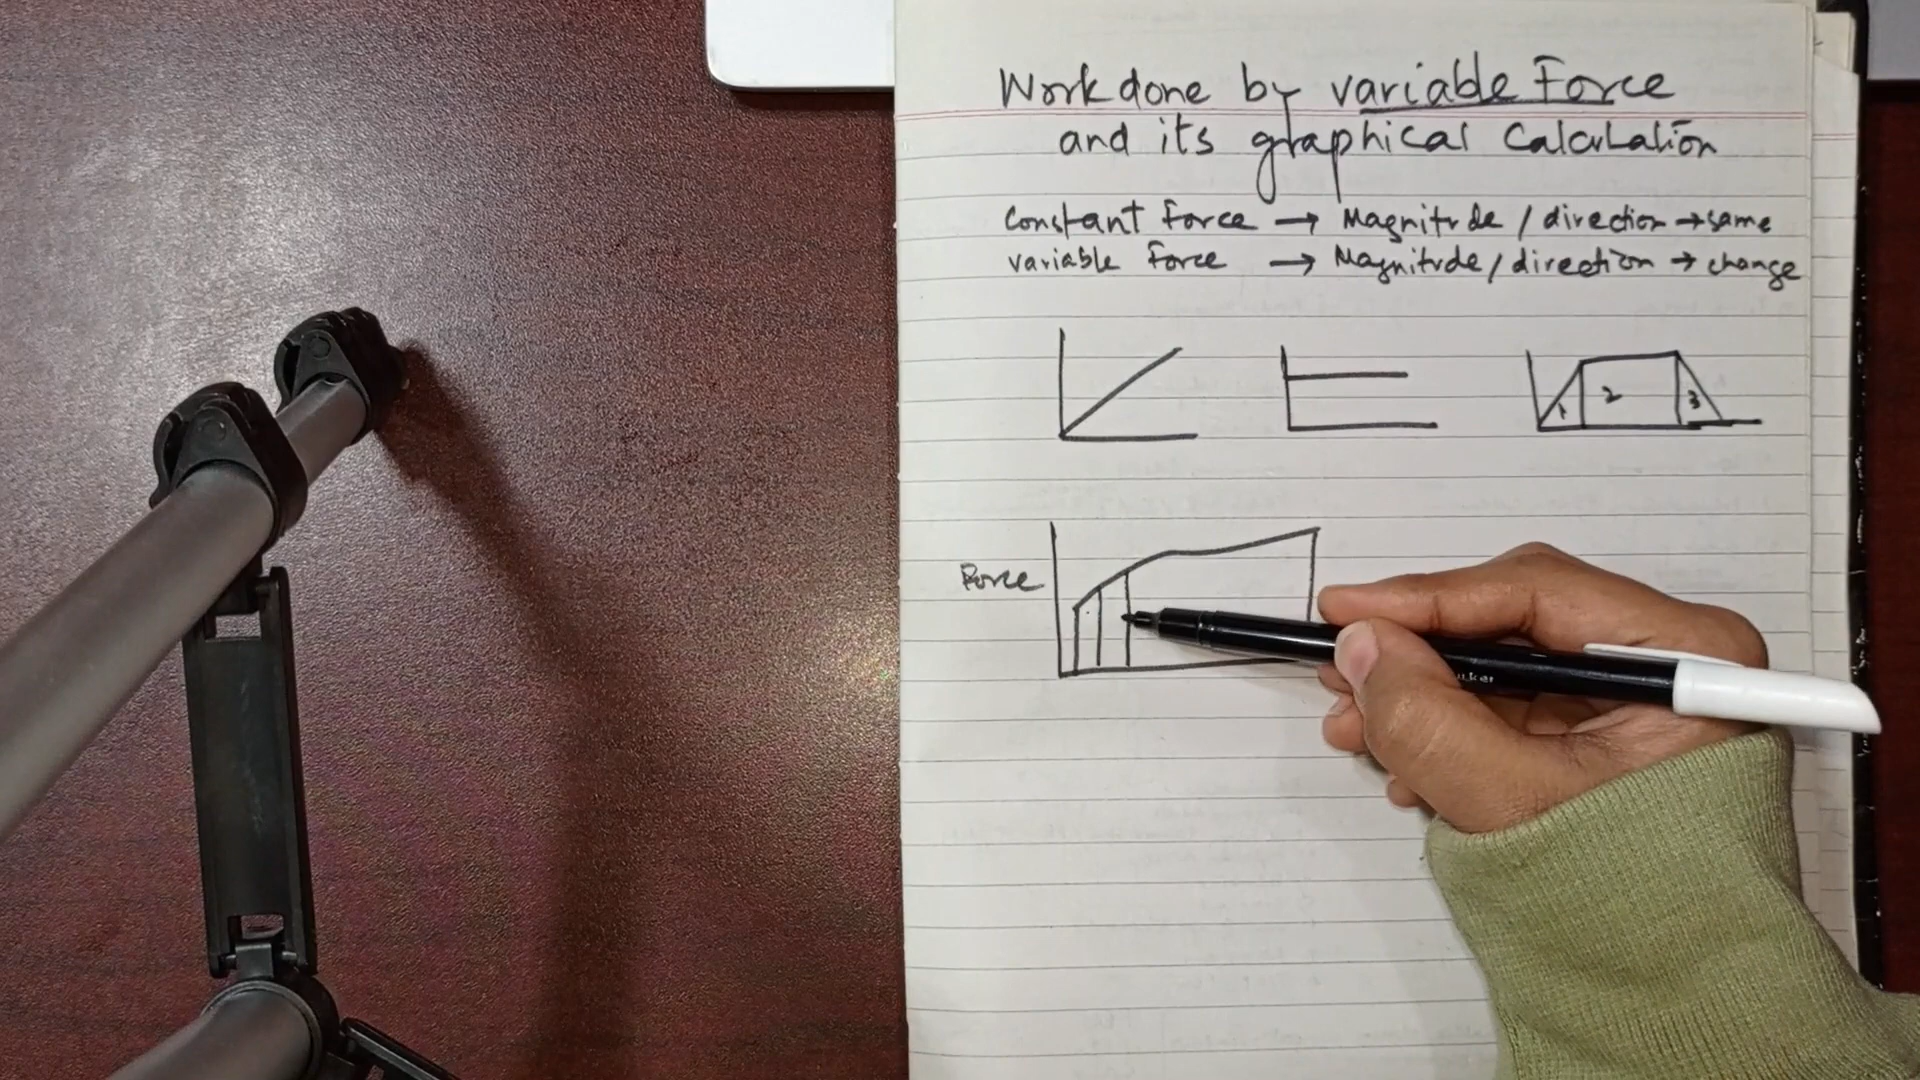 Work done by variable Force
and its graphical Calculation
Constant Force → Magnitude / direction → same
variable Force → Magnitude / direction → change
1 2 3
Force